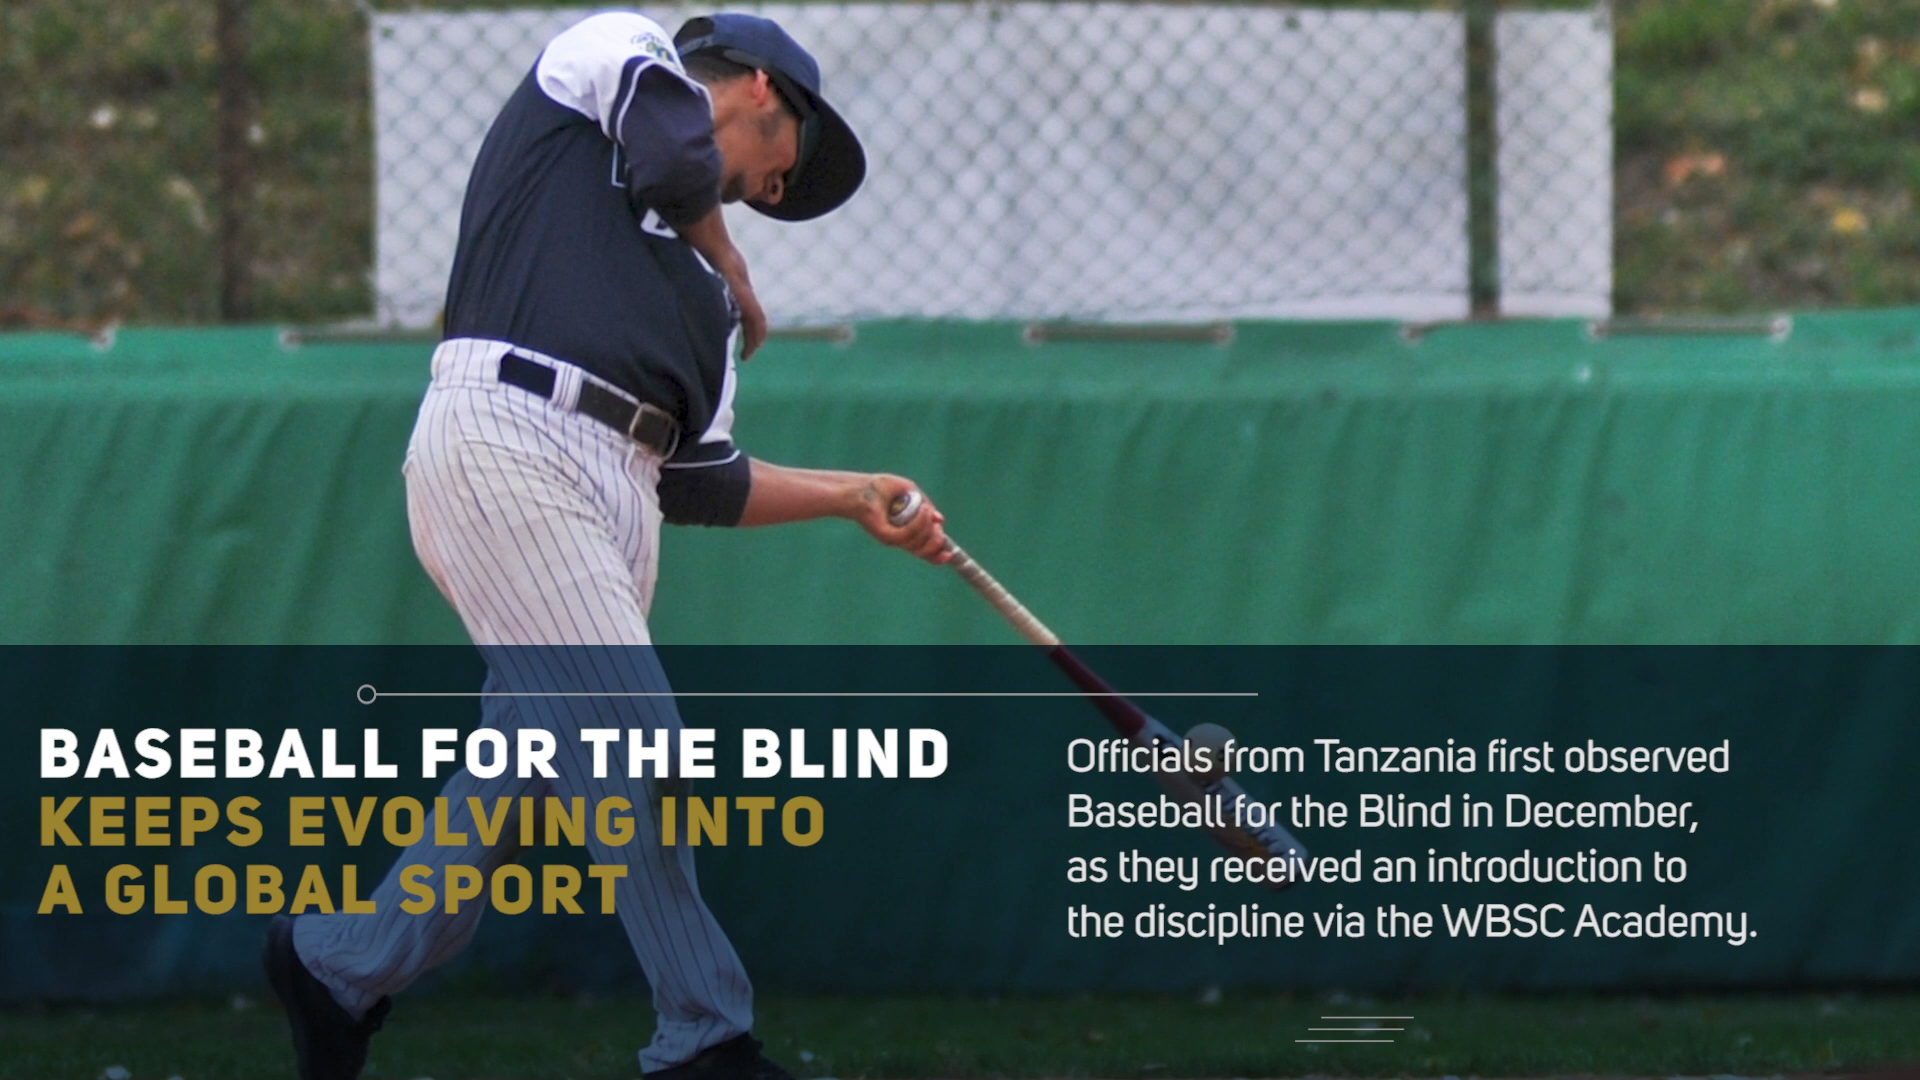 BASEBALL FOR THE BLIND
KEEPS EVOLVING INTO
A GLOBAL SPORT
Officials from Tanzania first observed
Baseball for the Blind in December,
as they received an introduction to
the discipline via the WBSC Academy.